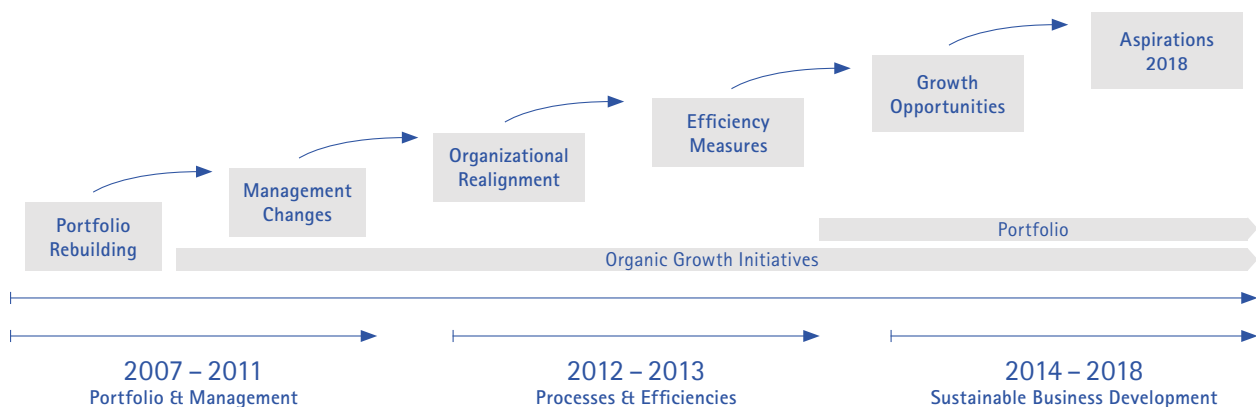 Aspirations
2018
Growth
Opportunities
Efficiency
Measures
Organizational
Realignment
Management
Changes
Portfolio
Rebuilding
Portfolio
Organic Growth Initiatives
2007 – 2011
Portfolio & Management
2012 – 2013
Processes & Efficiencies
2014 – 2018
Sustainable Business Development